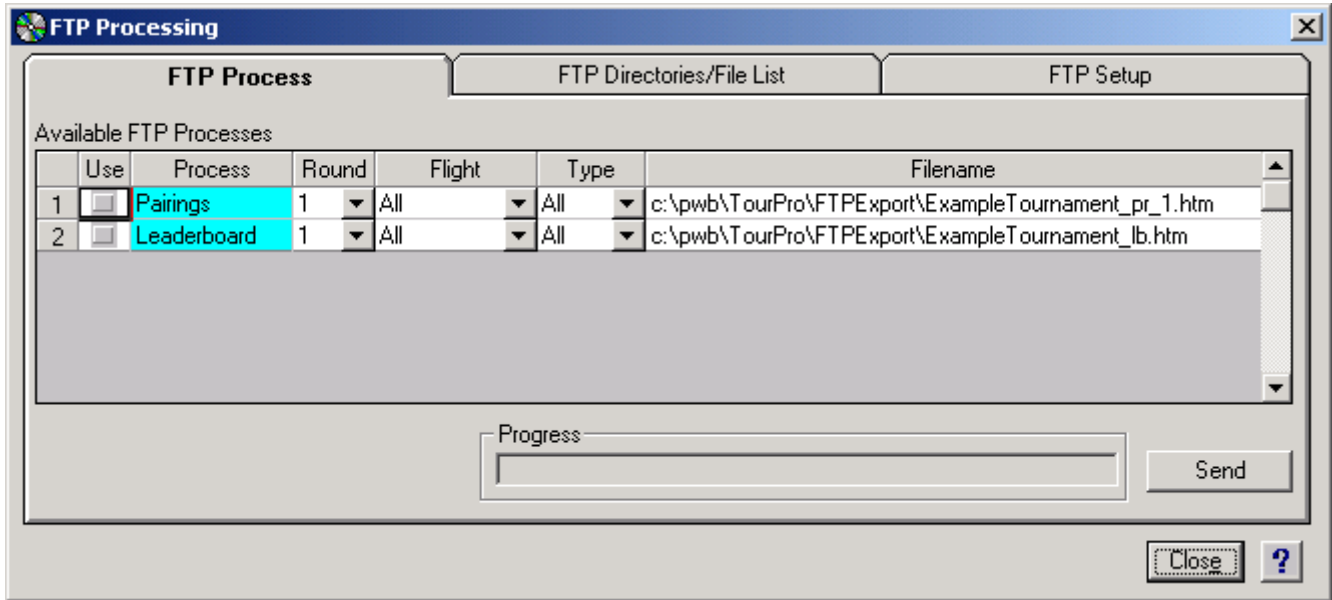 FTP Processing
FTP Process FTP Directories/File List FTP Setup
Available FTP Processes
Use Process Round Flight Type Filename
1 Pairings 1 All All c:\pwb\TourPro\FTPExport\ExampleTournament_pr_1.htm
2 Leaderboard 1 All All c:\pwb\TourPro\FTPExport\ExampleTournament_lb.htm
Progress
Send
Close ?